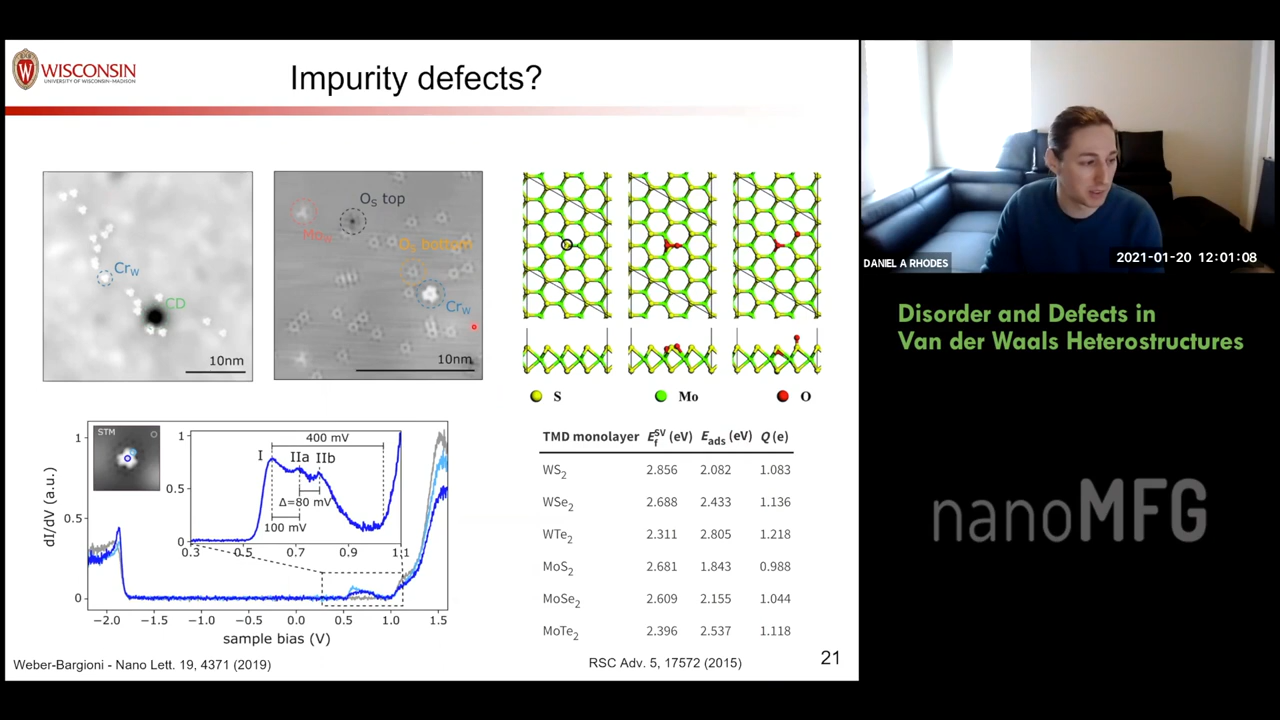 WISCONSIN
UNIVERSITY OF WISCONSIN–MADISON
Impurity defects?
CrW
CD
10nm
MoW
OS top
OS bottom
CrW
10nm
S
Mo
O
STM
dI/dV (a.u.)
1
0.5
0
−2.0 −1.5 −1.0 −0.5 0.0 0.5 1.0 1.5
sample bias (V)
1
0.5
0
0.3 0.5 0.7 0.9 1.1
400 mV
I IIa IIb
Δ=80 mV
100 mV
TMD monolayer EfSV (eV) Eads (eV) Q (e)
WS2 2.856 2.082 1.083
WSe2 2.688 2.433 1.136
WTe2 2.311 2.805 1.218
MoS2 2.681 1.843 0.988
MoSe2 2.609 2.155 1.044
MoTe2 2.396 2.537 1.118
Weber-Bargioni - Nano Lett. 19, 4371 (2019)
RSC Adv. 5, 17572 (2015)
21
DANIEL A RHODES
2021-01-20 12:01:08
Disorder and Defects in
Van der Waals Heterostructures
nanoMFG